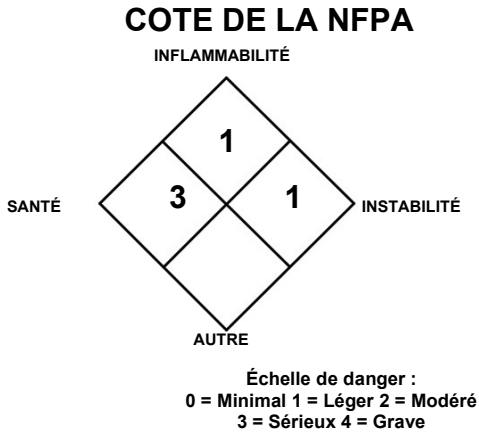 COTE DE LA NFPA
INFLAMMABILITÉ
1
SANTÉ
3
1
INSTABILITÉ
AUTRE
Échelle de danger :
0 = Minimal 1 = Léger 2 = Modéré
3 = Sérieux 4 = Grave